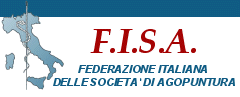 F.I.S.A.
FEDERAZIONE ITALIANA
DELLE SOCIETA' DI AGOPUNTURA